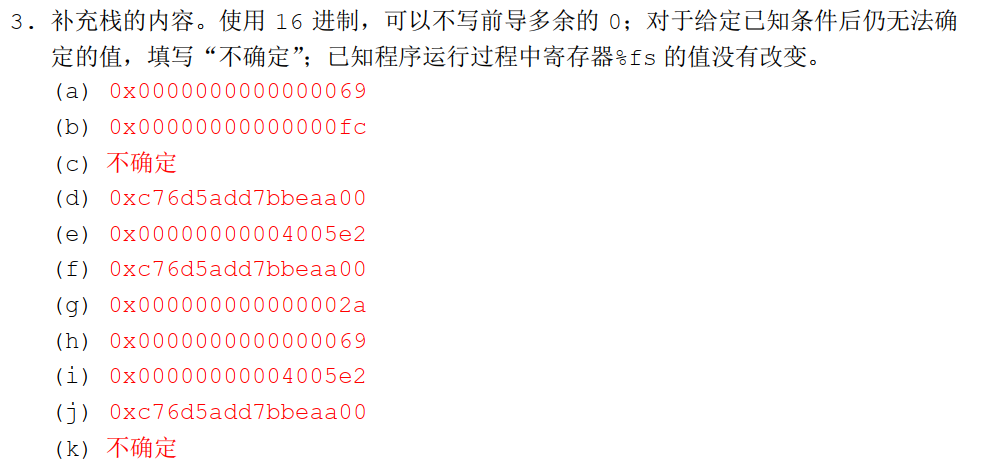 3. 补充栈的内容。使用 16 进制，可以不写前导多余的 0；对于给定已知条件后仍无法确
定的值，填写“不确定”；已知程序运行过程中寄存器%fs 的值没有改变。
(a) 0x0000000000000069
(b) 0x00000000000000fc
(c) 不确定
(d) 0xc76d5add7bbeaa00
(e) 0x00000000004005e2
(f) 0xc76d5add7bbeaa00
(g) 0x000000000000002a
(h) 0x0000000000000069
(i) 0x00000000004005e2
(j) 0xc76d5add7bbeaa00
(k) 不确定